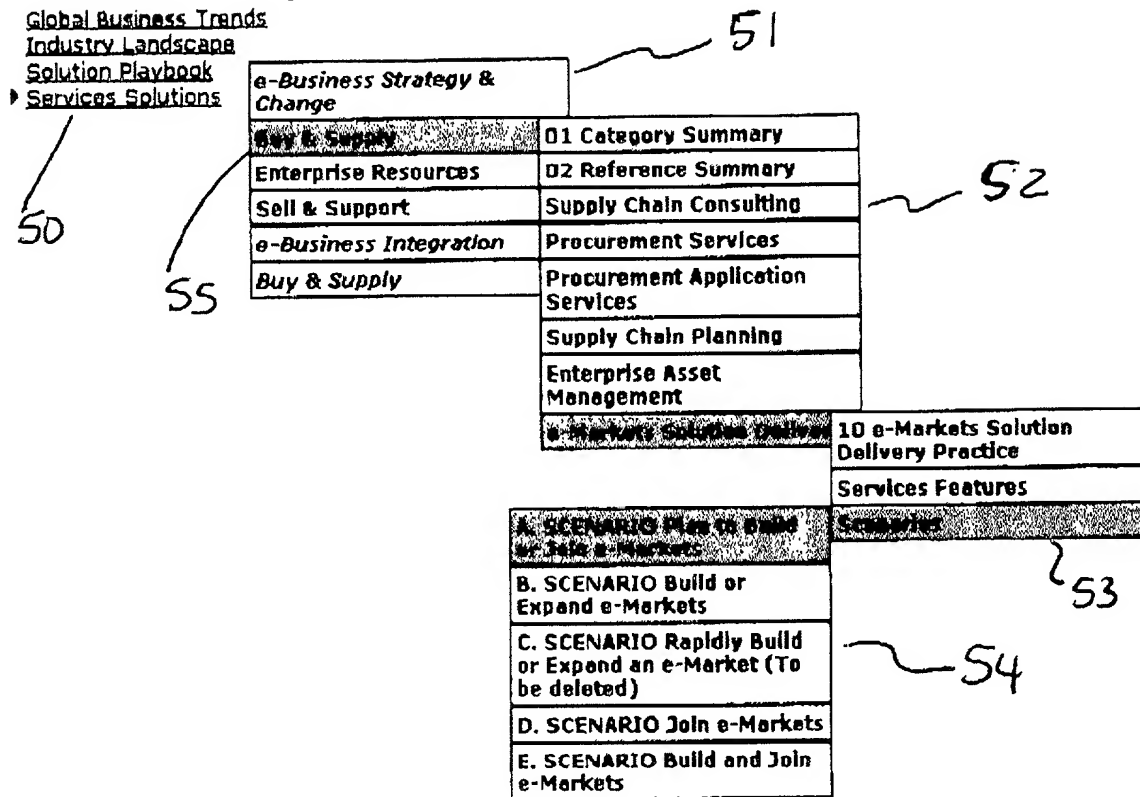 Global Business Trends
Industry Landscape
Solution Playbook
Services Solutions
50
51
e-Business Strategy &
Change
Buy & Supply
Enterprise Resources
Sell & Support
e-Business Integration
Buy & Supply
55
01 Category Summary
02 Reference Summary
Supply Chain Consulting
Procurement Services
Procurement Application
Services
Supply Chain Planning
Enterprise Asset
Management
e-Markets Solution Deliver
52
10 e-Markets Solution
Delivery Practice
Services Features
Scenarios
53
A. SCENARIO Plan to Build
or Join e-Markets
B. SCENARIO Build or
Expand e-Markets
C. SCENARIO Rapidly Build
or Expand an e-Market (To
be deleted)
D. SCENARIO Join e-Markets
E. SCENARIO Build and Join
e-Markets
54